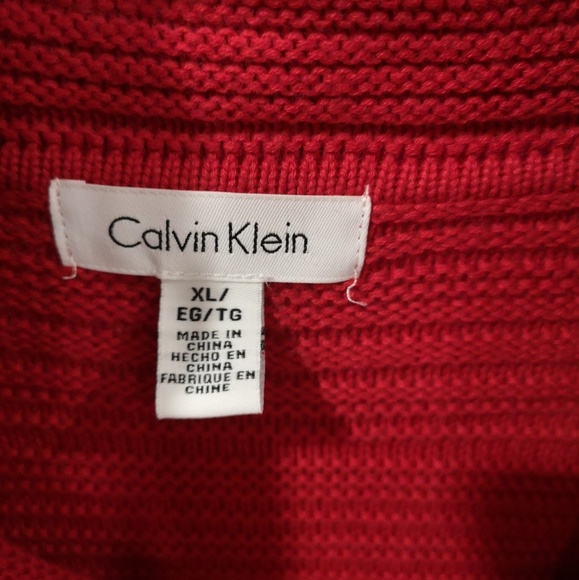 Calvin Klein
XL/
EG/TG
MADE IN
CHINA
HECHO EN
CHINA
FABRIQUE EN
CHINE